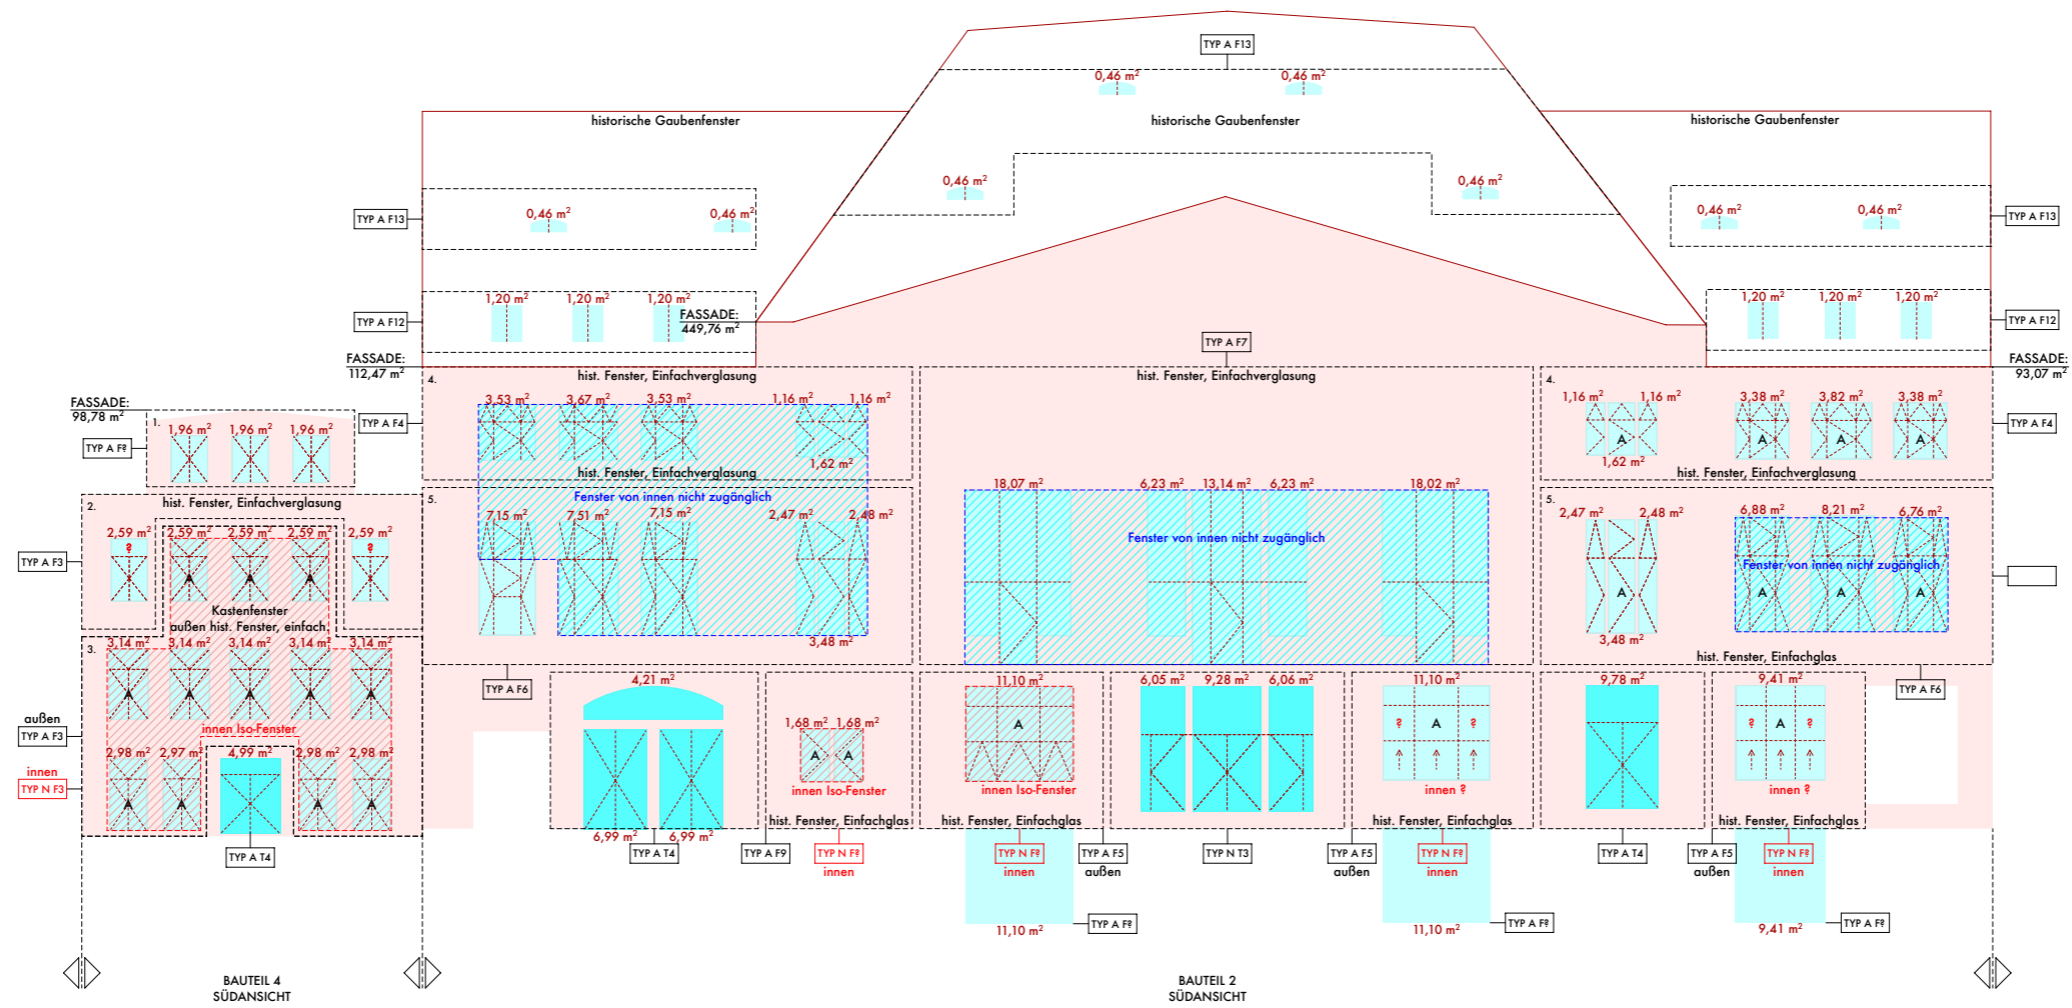 TYP A F13
0,46 m²
0,46 m²
historische Gaubenfenster
historische Gaubenfenster
historische Gaubenfenster
0,46 m²
0,46 m²
TYP A F13
0,46 m²
0,46 m²
0,46 m²
0,46 m²
TYP A F13
TYP A F12
1,20 m²
1,20 m²
1,20 m²
FASSADE:
449,76 m²
1,20 m²
1,20 m²
1,20 m²
TYP A F12
TYP A F7
FASSADE:
112,47 m²
FASSADE:
93,07 m²
4.
hist. Fenster, Einfachverglasung
hist. Fenster, Einfachverglasung
4.
FASSADE:
98,78 m²
TYP A F4
3,53 m²
3,67 m²
3,53 m²
1,16 m²
1,16 m²
1,62 m²
1,16 m²
1,16 m²
3,38 m²
3,82 m²
3,38 m²
A
A
A
A
1,62 m²
TYP A F4
1.
1,96 m²
1,96 m²
1,96 m²
TYP A F?
hist. Fenster, Einfachverglasung
hist. Fenster, Einfachverglasung
2.
hist. Fenster, Einfachverglasung
5.
Fenster von innen nicht zugänglich
18,07 m²
6,23 m²
13,14 m²
6,23 m²
18,02 m²
5.
7,15 m²
7,51 m²
7,15 m²
2,47 m²
2,48 m²
2,47 m²
2,48 m²
6,88 m²
8,21 m²
6,76 m²
2,59 m²
2,59 m²
2,59 m²
2,59 m²
2,59 m²
?
?
Fenster von innen nicht zugänglich
Fenster von innen nicht zugänglich
TYP A F3
A
A
A
A
A
A
A
Kastenfenster
außen hist. Fenster, einfach.
3.
3,14 m²
3,14 m²
3,14 m²
3,14 m²
3,14 m²
3,48 m²
3,48 m²
hist. Fenster, Einfachglas
A
A
A
A
A
TYP A F6
TYP A F6
außen
TYP A F3
innen Iso-Fenster
4,21 m²
1,68 m²
1,68 m²
A
A
innen Iso-Fenster
11,10 m²
A
innen Iso-Fenster
6,05 m²
9,28 m²
6,06 m²
11,10 m²
?
A
?
innen ?
9,78 m²
9,41 m²
?
A
?
innen ?
2,98 m²
2,97 m²
4,99 m²
2,98 m²
2,98 m²
innen
TYP N F3
A
A
A
A
hist. Fenster, Einfachglas
hist. Fenster, Einfachglas
hist. Fenster, Einfachglas
hist. Fenster, Einfachglas
6,99 m²
6,99 m²
TYP A T4
TYP A T4
TYP A F9
TYP N F?
innen
TYP N F?
innen
TYP A F5
außen
TYP N T3
TYP A F5
außen
TYP N F?
innen
TYP A T4
TYP A F5
außen
TYP N F?
innen
11,10 m²
TYP A F?
11,10 m²
TYP A F?
9,41 m²
TYP A F?
BAUTEIL 4
SÜDANSICHT
BAUTEIL 2
SÜDANSICHT